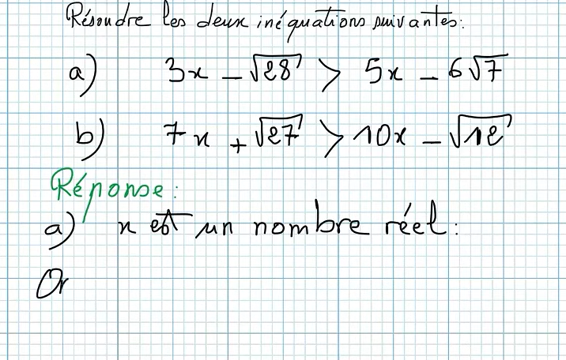 Résoudre les deux inéquations suivantes:
a) 3x - √28 > 5x - 6√7
b) 7x + √27 > 10x - √12
Réponse:
a) x est un nombre réel:
Or